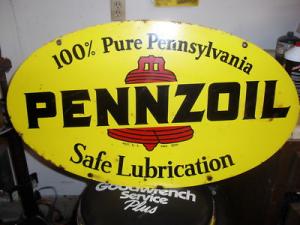 100% Pure Pennsylvania
PENNZOIL
Safe Lubrication
Goodwrench
Service
Plus